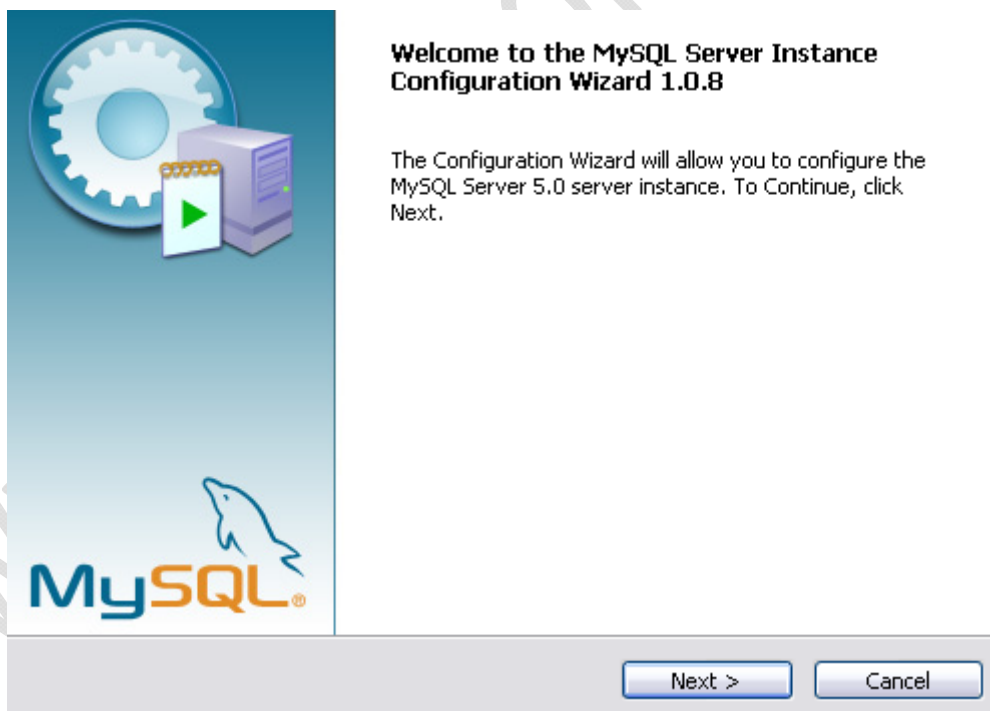 Welcome to the MySQL Server Instance
Configuration Wizard 1.0.8
The Configuration Wizard will allow you to configure the
MySQL Server 5.0 server instance. To Continue, click
Next.
MySQL®
Next >
Cancel